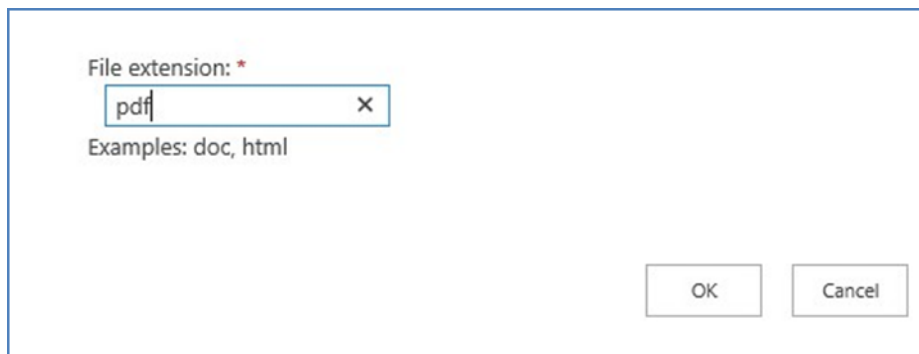 File extension: *
pdf
Examples: doc, html
OK
Cancel